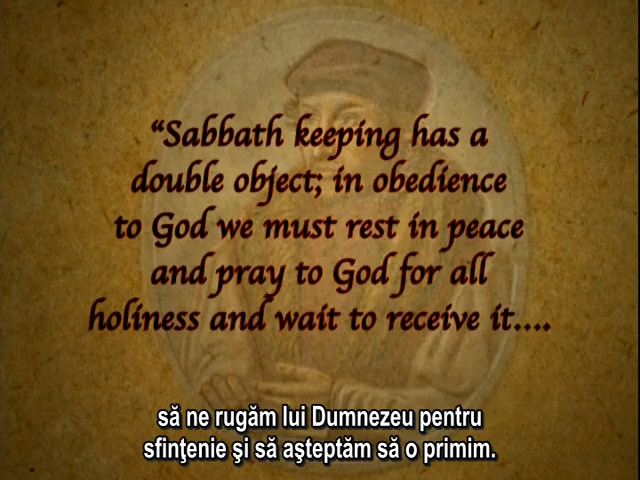 “Sabbath keeping has a
double object; in obedience
to God we must rest in peace
and pray to God for all
holiness and wait to receive it....
să ne rugăm lui Dumnezeu pentru
sfinţenie şi să aşteptăm să o primim.